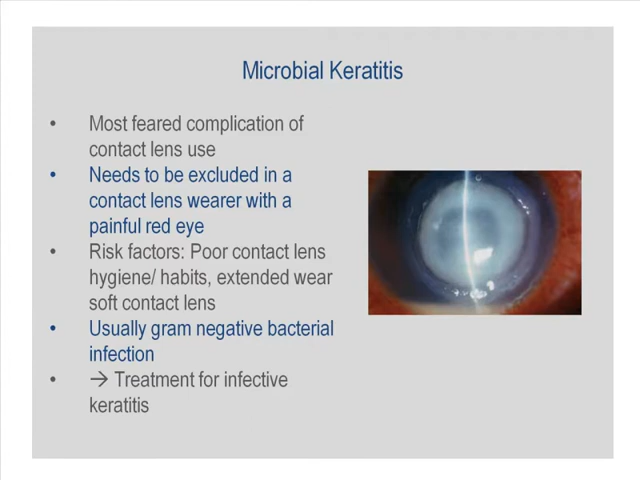 Microbial Keratitis
• Most feared complication of
contact lens use
• Needs to be excluded in a
contact lens wearer with a
painful red eye
• Risk factors: Poor contact lens
hygiene/ habits, extended wear
soft contact lens
• Usually gram negative bacterial
infection
• → Treatment for infective
keratitis